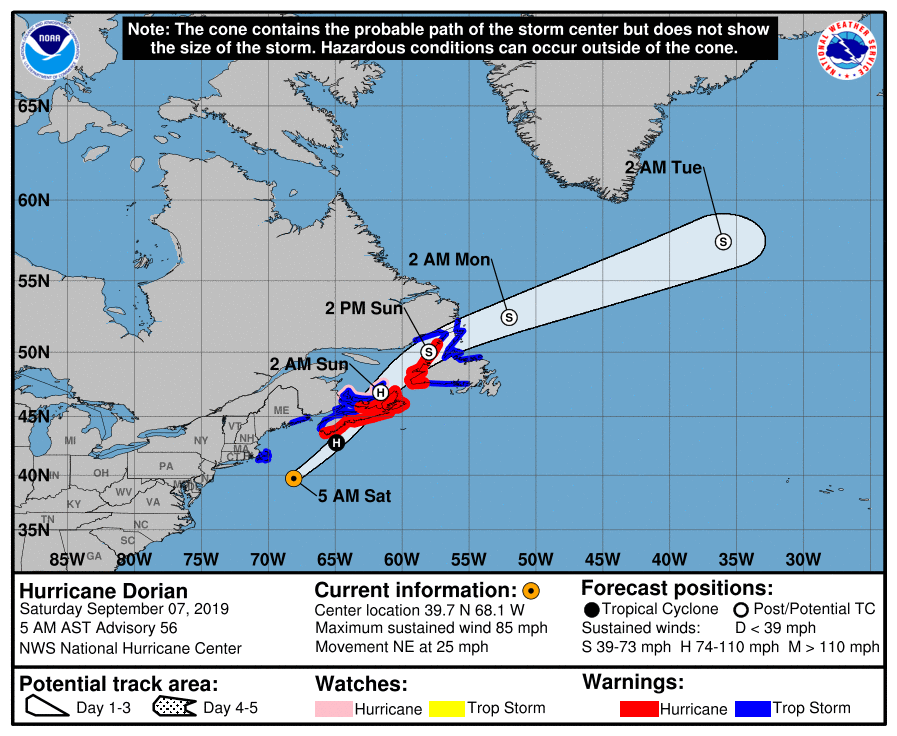 Note: The cone contains the probable path of the storm center but does not show
the size of the storm. Hazardous conditions can occur outside of the cone.
NOAA
NATIONAL WEATHER SERVICE
65N
2 AM Tue
60N
S
55N
2 AM Mon
S
2 PM Sun
50N
S
2 AM Sun
H
ME
45N
VT
NH
MI
NY
MA
CT
H
40N
IN
OH
PA
5 AM Sat
WV
KY
VA
TN
NC
35N
SC
GA
85W 80W 75W 70W 65W 60W 55W 50W 45W 40W 35W 30W
Hurricane Dorian
Saturday September 07, 2019
5 AM AST Advisory 56
NWS National Hurricane Center
Current information:
Center location 39.7 N 68.1 W
Maximum sustained wind 85 mph
Movement NE at 25 mph
Forecast positions:
Tropical Cyclone Post/Potential TC
Sustained winds: D < 39 mph
S 39-73 mph H 74-110 mph M > 110 mph
Potential track area:
Day 1-3 Day 4-5
Watches:
Hurricane Trop Storm
Warnings:
Hurricane Trop Storm